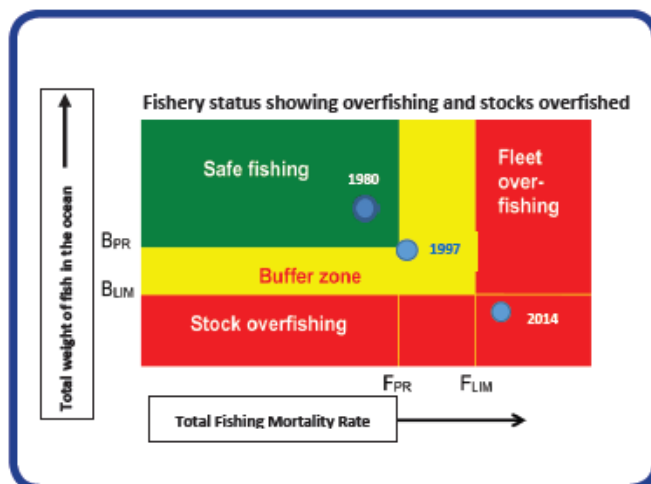 Fishery status showing overfishing and stocks overfished
Total weight of fish in the ocean
Safe fishing
1980
Fleet
over-
fishing
1997
BPR
Buffer zone
BLIM
Stock overfishing
2014
FPR
FLIM
Total Fishing Mortality Rate